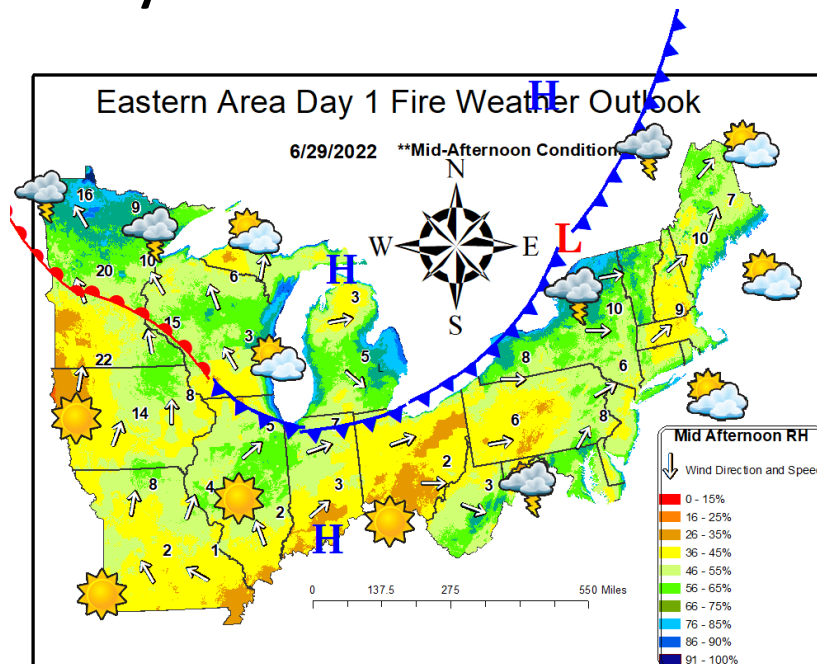 Eastern Area Day 1 Fire Weather Outlook
H
6/29/2022 **Mid-Afternoon Condition
N
W
E
S
L
H
H
16
9
20
10
6
3
15
3
5
22
8
14
8
4
5
2
7
3
2
2
1
7
10
10
9
8
6
6
8
3
0 137.5 275 550 Miles
Mid Afternoon RH
Wind Direction and Speed
0 - 15%
16 - 25%
26 - 35%
36 - 45%
46 - 55%
56 - 65%
66 - 75%
76 - 85%
86 - 90%
91 - 100%